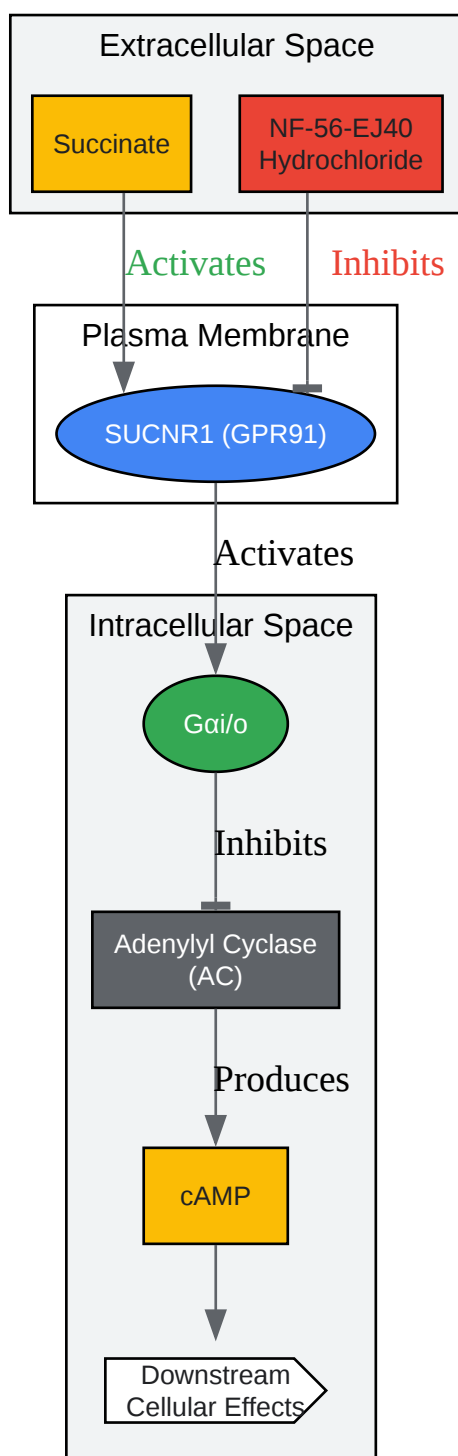 Extracellular Space
Succinate
NF-56-EJ40
Hydrochloride
Activates
Inhibits
Plasma Membrane
SUCNR1 (GPR91)
Activates
Intracellular Space
Gαi/o
Inhibits
Adenylyl Cyclase
(AC)
Produces
cAMP
Downstream
Cellular Effects